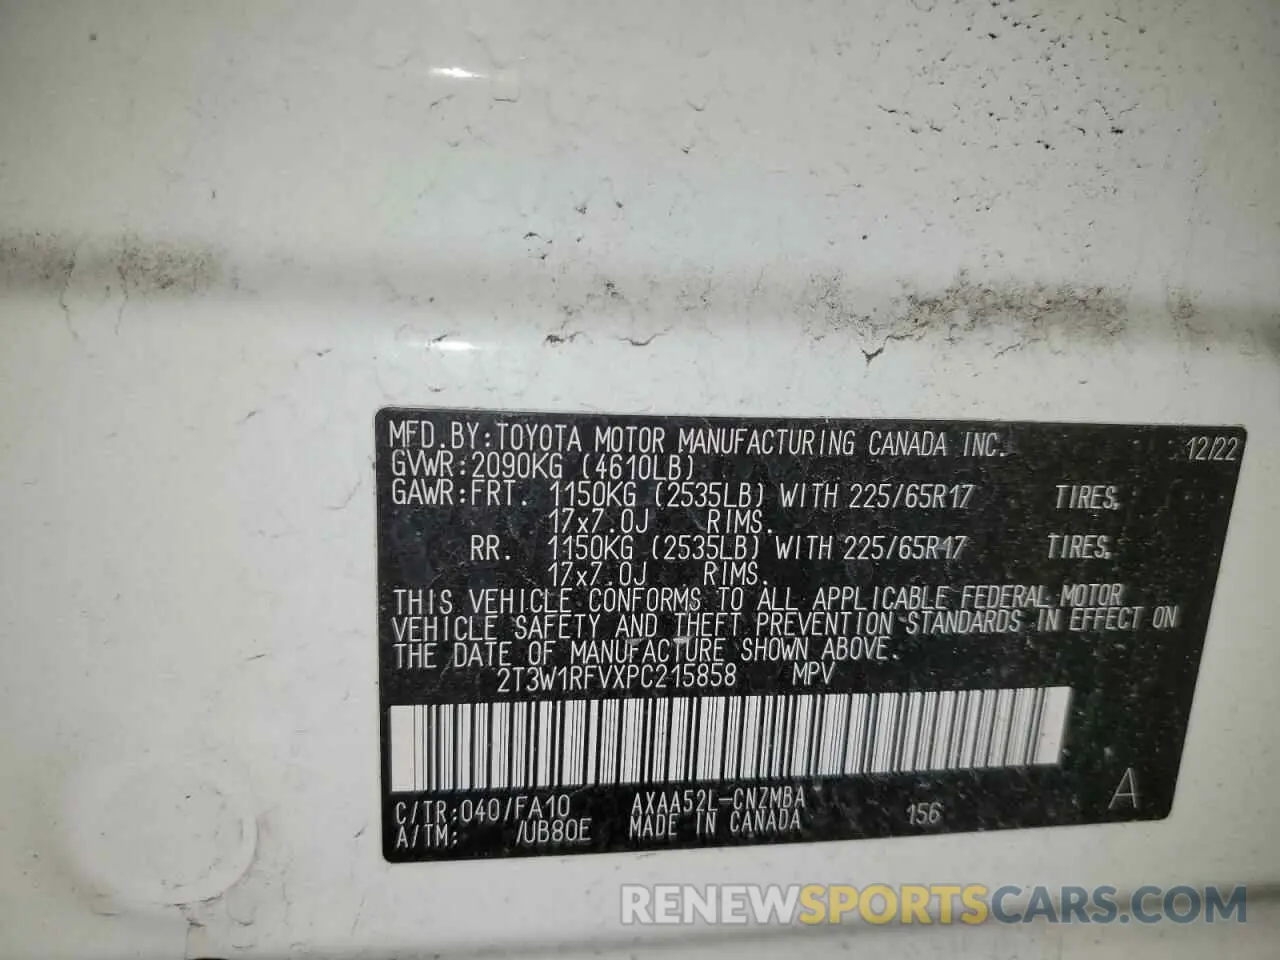 MFD.BY:TOYOTA MOTOR MANUFACTURING CANADA INC. 12/22
GVWR:2090KG (4610LB)
GAWR:FRT. 1150KG (2535LB) WITH 225/65R17 TIRES,
17x7.0J RIMS.
RR. 1150KG (2535LB) WITH 225/65R17 TIRES,
17x7.0J RIMS.
THIS VEHICLE CONFORMS TO ALL APPLICABLE FEDERAL MOTOR
VEHICLE SAFETY AND THEFT PREVENTION STANDARDS IN EFFECT ON
THE DATE OF MANUFACTURE SHOWN ABOVE.
2T3W1RFVXPC215858 MPV
C/TR:040/FA10 AXAA52L-CNZMBA 156 A
A/TM: /UB80E MADE IN CANADA
RENEWSPORTSCARS.COM